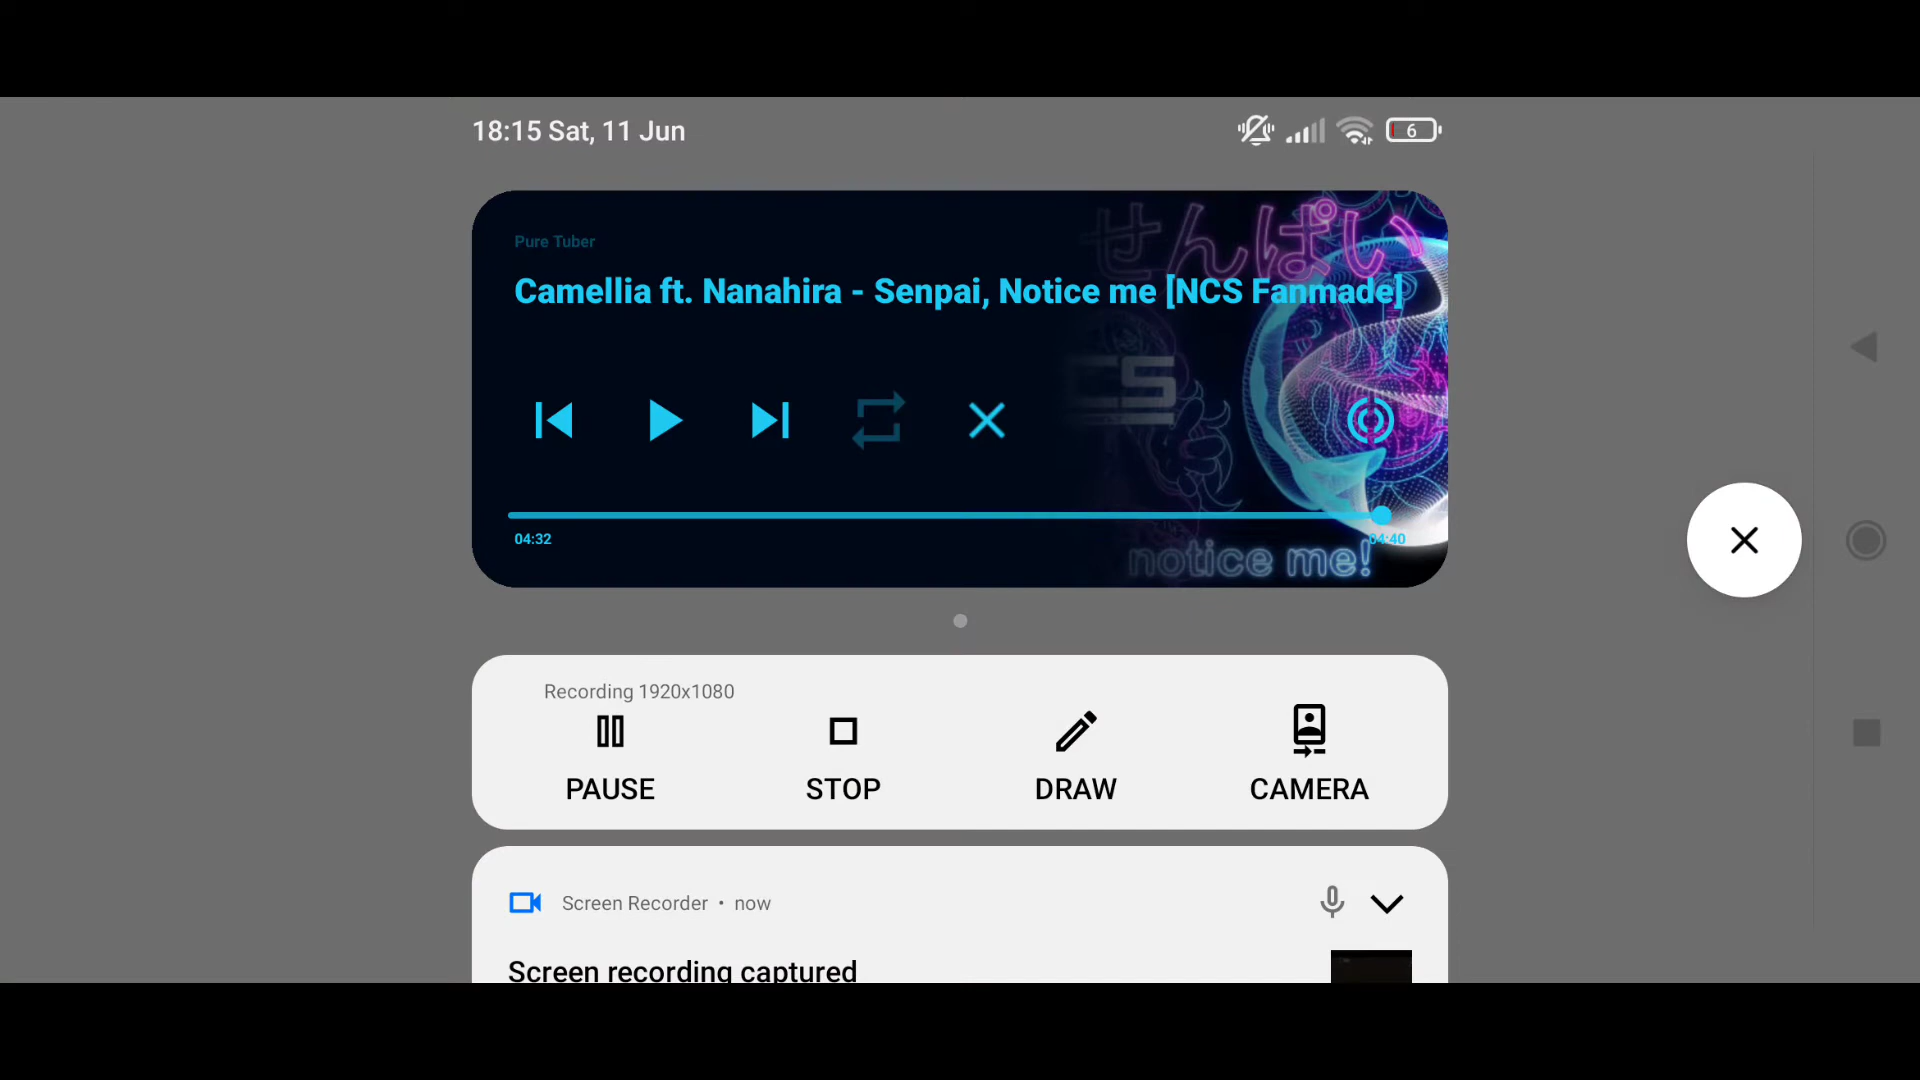 18:15 Sat, 11 Jun
6
せんぱい
Pure Tuber
Camellia ft. Nanahira - Senpai, Notice me [NCS Fanmade]
CS
04:32
04:40
notice me!
Recording 1920x1080
PAUSE
STOP
DRAW
CAMERA
Screen Recorder • now
Screen recording captured